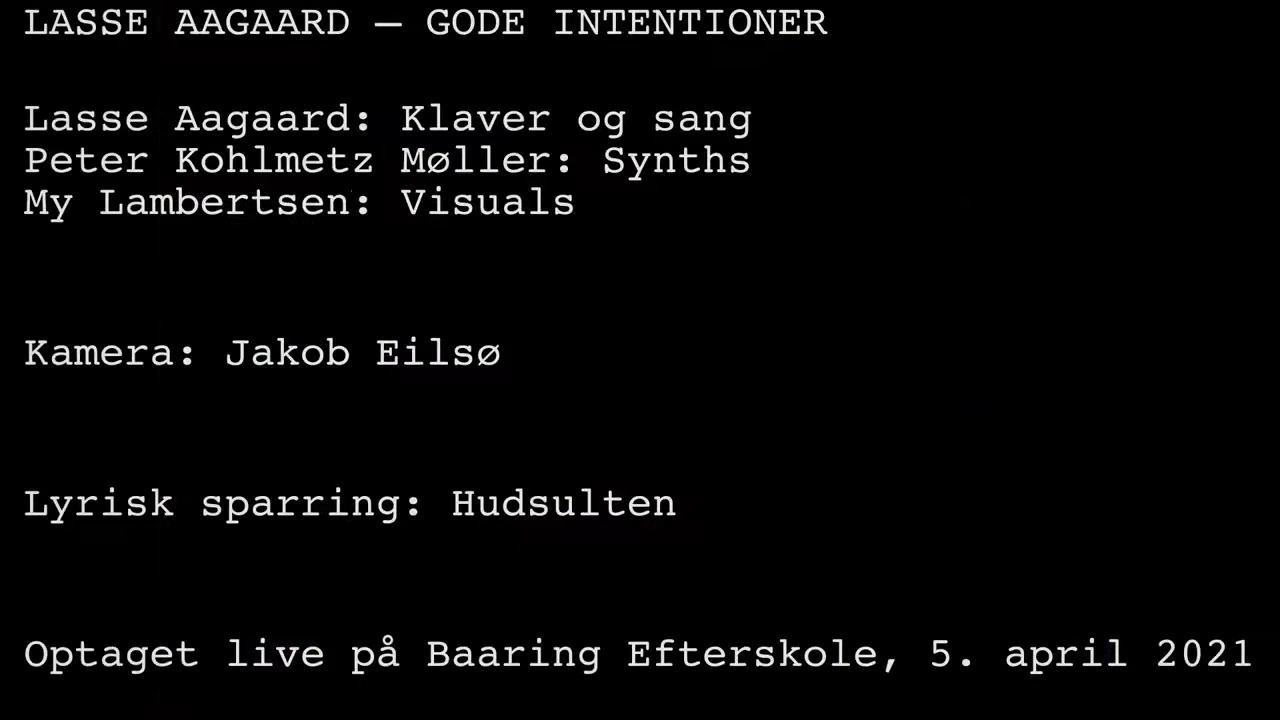 LASSE AAGAARD – GODE INTENTIONER
Lasse Aagaard: Klaver og sang
Peter Kohlmetz Møller: Synths
My Lambertsen: Visuals
Kamera: Jakob Eilsø
Lyrisk sparring: Hudsulten
Optaget live på Baaring Efterskole, 5. april 2021